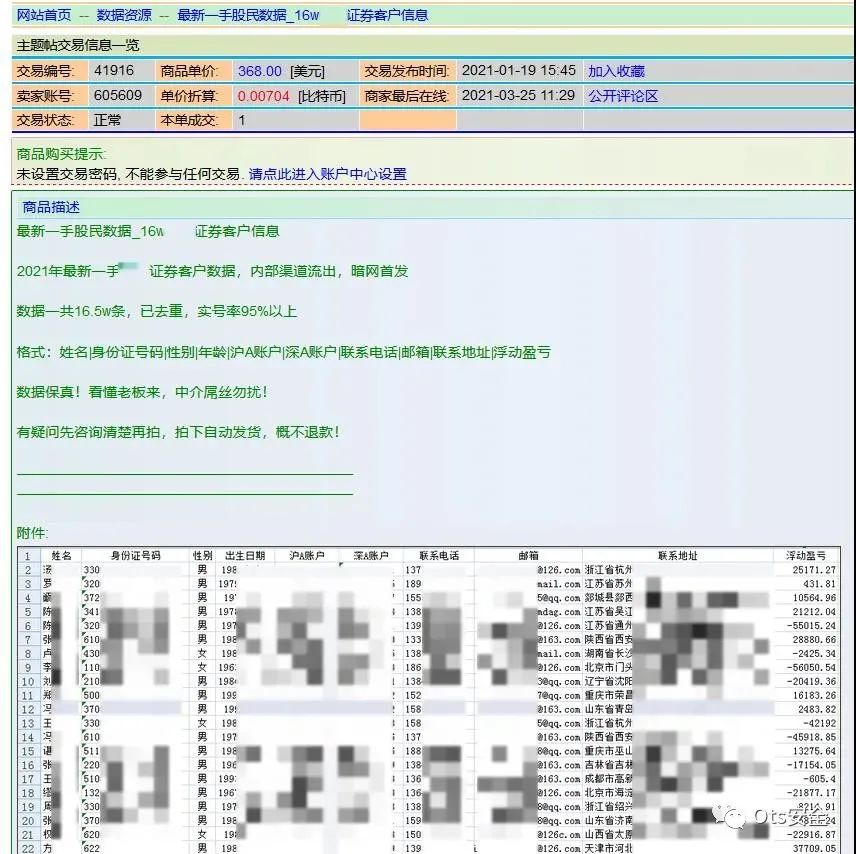 网站首页 -- 数据资源 -- 最新一手股民数据_16w 证券客户信息
主题帖交易信息一览
交易编号: 41916 商品单价: 368.00 [美元] 交易发布时间: 2021-01-19 15:45 加入收藏
卖家账号: 605609 单价折算: 0.00704 [比特币] 商家最后在线: 2021-03-25 11:29 公开评论区
交易状态: 正常 本单成交: 1
商品购买提示:
未设置交易密码, 不能参与任何交易. 请点此进入账户中心设置
商品描述
最新一手股民数据_16w 证券客户信息
2021年最新一手 证券客户数据，内部渠道流出，暗网首发
数据一共16.5w条，已去重，实号率95%以上
格式：姓名|身份证号码|性别|年龄|沪A账户|深A账户|联系电话|邮箱|联系地址|浮动盈亏
数据保真！看懂老板来，中介屌丝勿扰！
有疑问先咨询清楚再拍，拍下自动发货，概不退款！
附件:
1 姓名 身份证号码 性别 出生日期 沪A账户 深A账户 联系电话 邮箱 联系地址 浮动盈亏
2 330 男 198 137 @126.com 浙江省杭州 25171.27
3 罗 320 男 197 189 mail.com 江苏省苏州 431.81
4 372 男 19 155 5@qq.com 郯城县郯西 10564.96
5 陈 341 男 197 138 江苏省吴江 21212.04
6 陈 320 男 198 138 @126.com 江苏省通州 -55015.24
7 张 610 男 198 133 @163.com 陕西省西安 28880.66
8 卢 430 女 198 138 mail.com 湖南省长沙 -2425.34
9 李 110 女 196 186 @126.com 北京市门头 -56050.54
10 210 男 198 138 3@qq.com 辽宁省沈阳 -20419.36
11 郑 500 男 199 152 7@qq.com 重庆市荣昌 16183.26
12 冯 370 男 198 158 @163.com 山东省青岛 2483.82
13 王 330 女 198 158 5@qq.com 浙江省杭州 -42192
14 冯 610 男 198 137 @163.com 陕西省西安 -45918.85
15 谌 511 男 198 158 8@qq.com 重庆市巫山 13275.64
16 张 220 男 198 138 @163.com 吉林省吉林 -17154.05
17 王 510 男 199 136 @163.com 成都市高新 -605.4
18 缪 132 男 196 138 @126.com 北京市海淀 -21877.17
19 周 330 男 197 138 8@qq.com 浙江省绍兴
20 张 370 男 198 159 8@qq.com 山东省济南
21 权 620 女 198 150 @126c.om 山西省太原 -22916.87
22 方 622 男 198 139 @126.com 天津市河北 37709.05
Ots安全